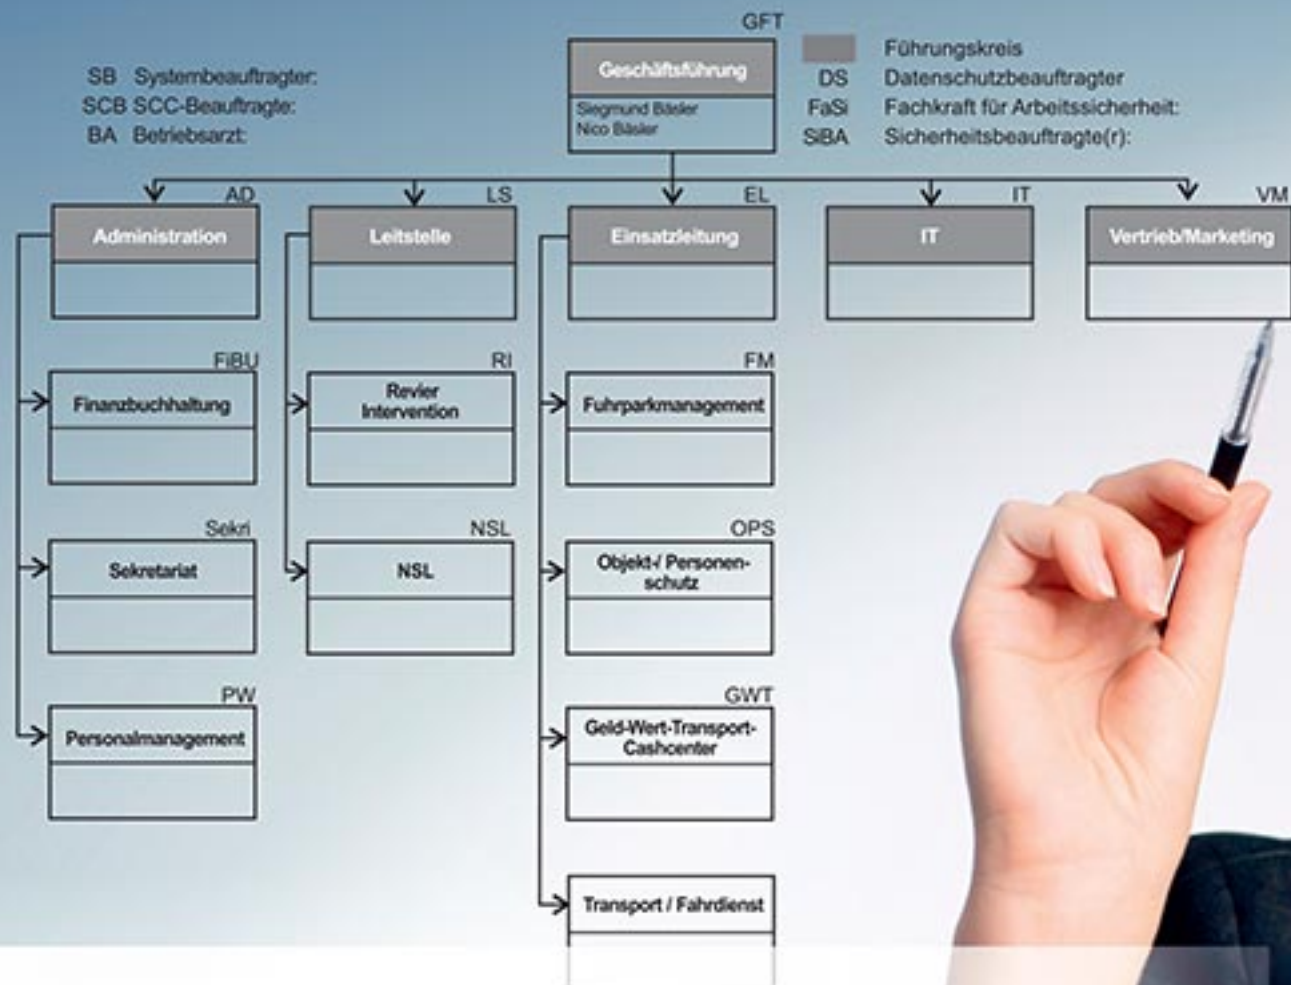 GFT
Geschäftsführung
Siegmund Bäsler
Nico Bäsler
SB Systembeauftragter:
SCB SCC-Beauftragte:
BA Betriebsarzt:
Führungskreis
DS Datenschutzbeauftragter
FaSi Fachkraft für Arbeitssicherheit:
SiBA Sicherheitsbeauftragte(r):
AD
Administration
LS
Leitstelle
EL
Einsatzleitung
IT
IT
VM
Vertrieb/Marketing
FiBU
Finanzbuchhaltung
RI
Revier
Intervention
FM
Fuhrparkmanagement
Sekri
Sekretariat
NSL
NSL
OPS
Objekt-/ Personen-
schutz
PW
Personalmanagement
GWT
Geld-Wert-Transport-
Cashcenter
Transport / Fahrdienst